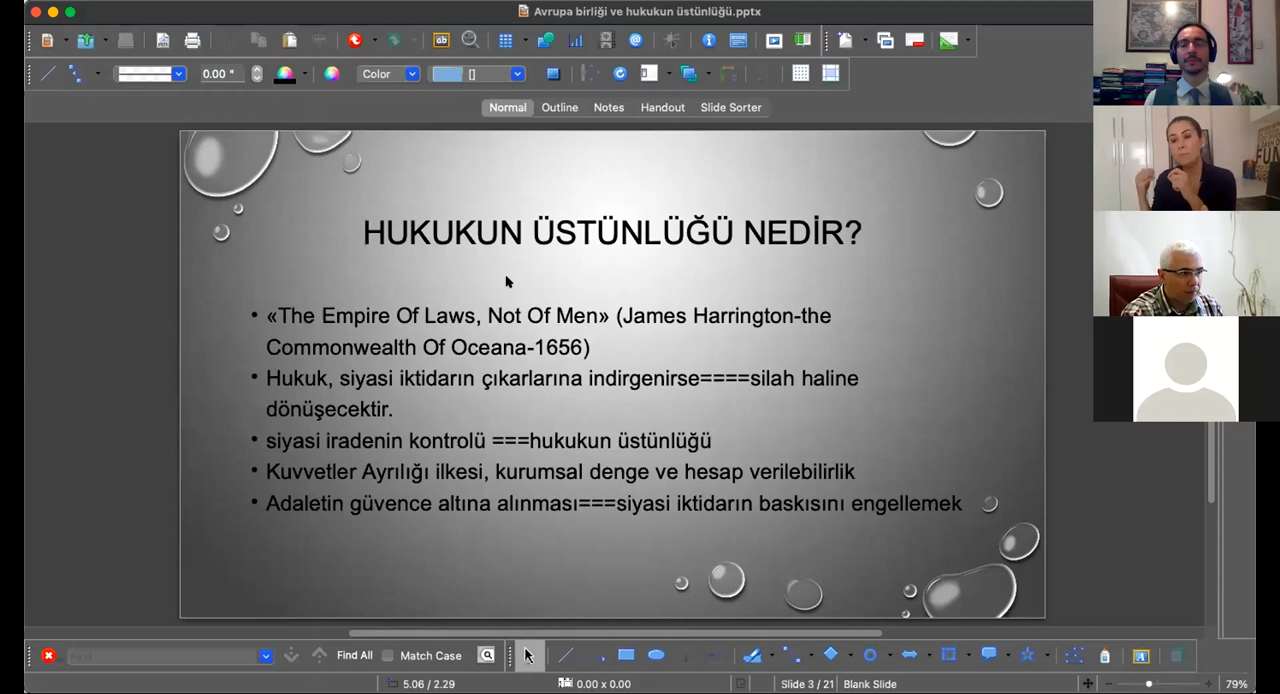 Avrupa birliği ve hukukun üstünlüğü.pptx
0.00 "
Color
[]
Normal Outline Notes Handout Slide Sorter
HUKUKUN ÜSTÜNLÜĞÜ NEDİR?
• «The Empire Of Laws, Not Of Men» (James Harrington-the
Commonwealth Of Oceana-1656)
• Hukuk, siyasi iktidarın çıkarlarına indirgenirse====silah haline
dönüşecektir.
• siyasi iradenin kontrolü ===hukukun üstünlüğü
• Kuvvetler Ayrılığı ilkesi, kurumsal denge ve hesap verilebilirlik
• Adaletin güvence altına alınması===siyasi iktidarın baskısını engellemek
Find Find All Match Case
5.06 / 2.29 0.00 x 0.00 Slide 3 / 21 Blank Slide 79%